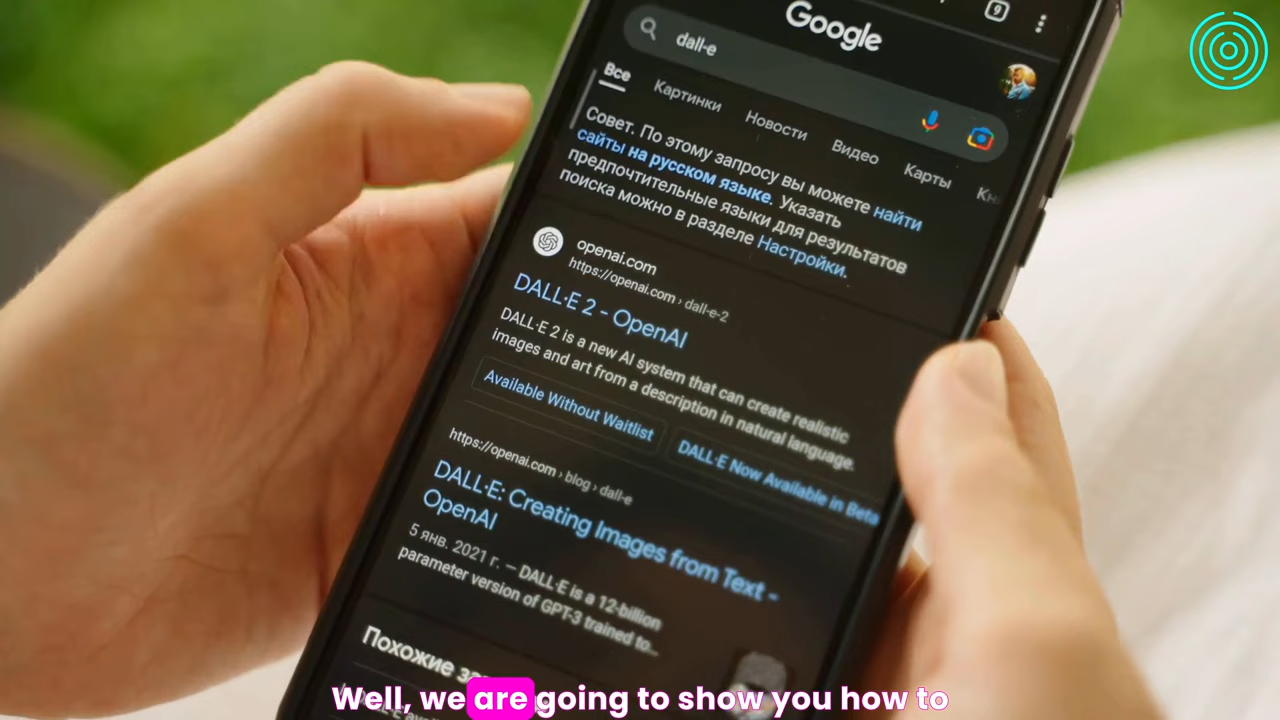 9
Google
dall-e
Все Картинки Новости Видео Карты
Совет. По этому запросу вы можете найти
сайты на русском языке. Указать
предпочтительные языки для результатов
поиска можно в разделе Настройки.
openai.com
https://openai.com › dall-e-2
DALL·E 2 - OpenAI
DALL·E 2 is a new AI system that can create realistic
images and art from a description in natural language.
Available Without Waitlist DALL·E Now Available in Beta
https://openai.com › blog › dall-e
DALL·E: Creating Images from Text -
OpenAI
5 янв. 2021 г. — DALL·E is a 12-billion
parameter version of GPT-3 trained to...
Похожие
Well, we are going to show you how to